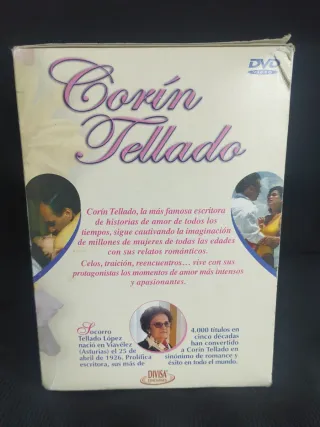 Corín
Tellado
DVD
VIDEO
Corín Tellado, la más famosa escritora
de historias de amor de todos los
tiempos, sigue cautivando la imaginación
de millones de mujeres de todas las edades
con sus relatos románticos.
Celos, traición, reencuentros... vive con sus
protagonistas los momentos de amor más intensos
y apasionantes.
Socorro
Tellado López
nació en Viavélez
(Asturias) el 25 de
abril de 1926. Prolífica
escritora, sus más de
4.000 títulos en
cinco décadas
han convertido
a Corín Tellado en
sinónimo de romance y
éxito en todo el mundo.
DIVISA